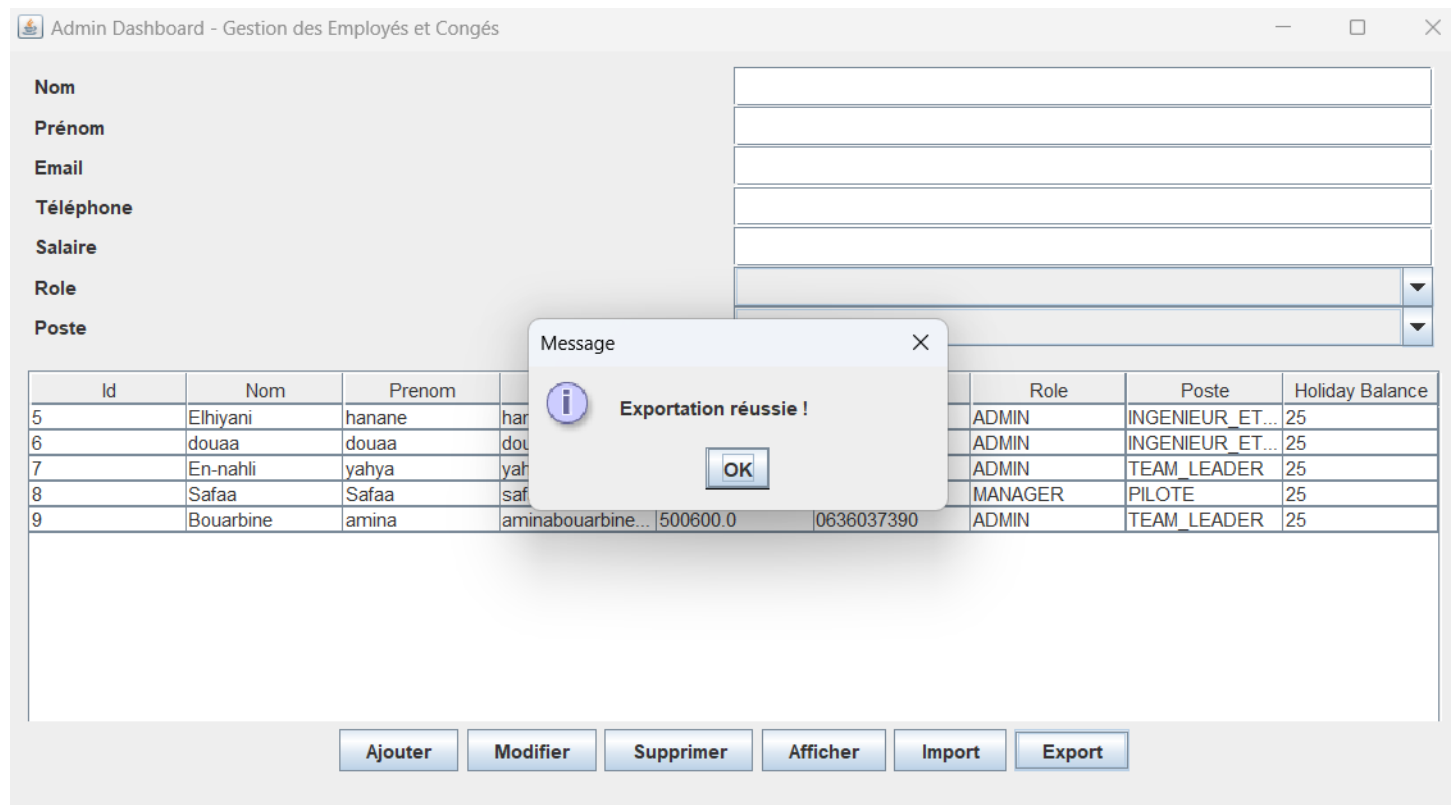 Admin Dashboard - Gestion des Employés et Congés
Nom
Prénom
Email
Téléphone
Salaire
Role
Poste
Message
Exportation réussie !
OK
Id Nom Prenom Role Poste Holiday Balance
5 Elhiyani hanane ADMIN INGENIEUR_ET... 25
6 douaa douaa ADMIN INGENIEUR_ET... 25
7 En-nahli yahya ADMIN TEAM_LEADER 25
8 Safaa Safaa MANAGER PILOTE 25
9 Bouarbine amina aminabouarbine... 500600.0 0636037390 ADMIN TEAM_LEADER 25
Ajouter Modifier Supprimer Afficher Import Export